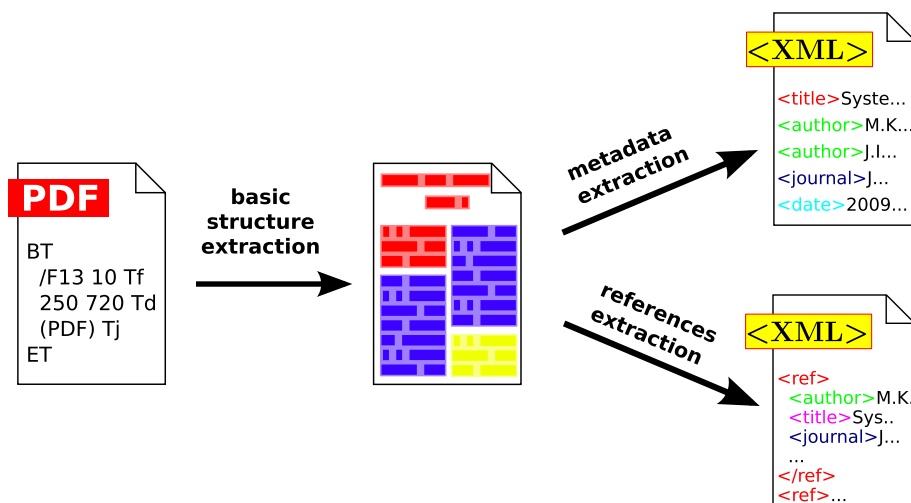 PDF
BT
/F13 10 Tf
250 720 Td
(PDF) Tj
ET
basic
structure
extraction
metadata
extraction
<XML>
<title>Syste...
<author>M.K...
<author>J.I...
<journal>J...
<date>2009...
references
extraction
<XML>
<ref>
<author>M.K.
<title>Sys..
<journal>J...
...
</ref>
<ref>...